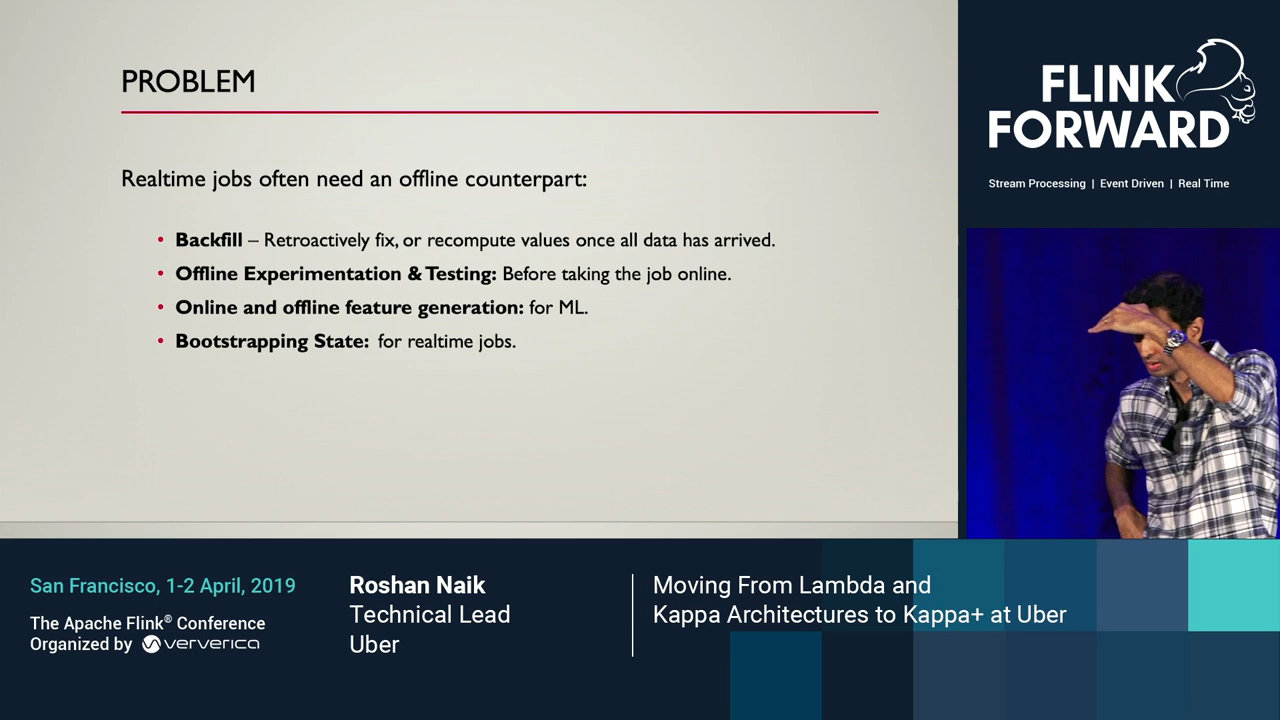 PROBLEM
Realtime jobs often need an offline counterpart:
• Backfill – Retroactively fix, or recompute values once all data has arrived.
• Offline Experimentation & Testing: Before taking the job online.
• Online and offline feature generation: for ML.
• Bootstrapping State: for realtime jobs.
FLINK
FORWARD
Stream Processing | Event Driven | Real Time
San Francisco, 1-2 April, 2019
The Apache Flink® Conference
Organized by ververica
Roshan Naik
Technical Lead
Uber
Moving From Lambda and
Kappa Architectures to Kappa+ at Uber